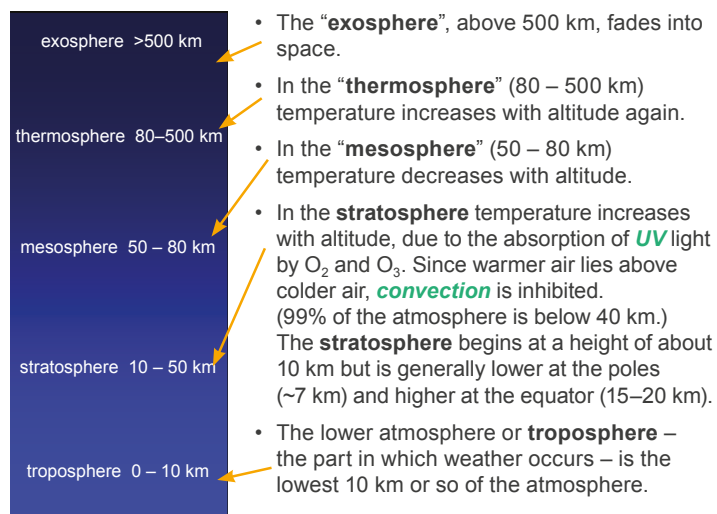 exosphere >500 km
thermosphere 80–500 km
mesosphere 50 – 80 km
stratosphere 10 – 50 km
troposphere 0 – 10 km
• The “exosphere”, above 500 km, fades into
space.
• In the “thermosphere” (80 – 500 km)
temperature increases with altitude again.
• In the “mesosphere” (50 – 80 km)
temperature decreases with altitude.
• In the stratosphere temperature increases
with altitude, due to the absorption of UV light
by O₂ and O₃. Since warmer air lies above
colder air, convection is inhibited.
(99% of the atmosphere is below 40 km.)
The stratosphere begins at a height of about
10 km but is generally lower at the poles
(~7 km) and higher at the equator (15–20 km).
• The lower atmosphere or troposphere –
the part in which weather occurs – is the
lowest 10 km or so of the atmosphere.